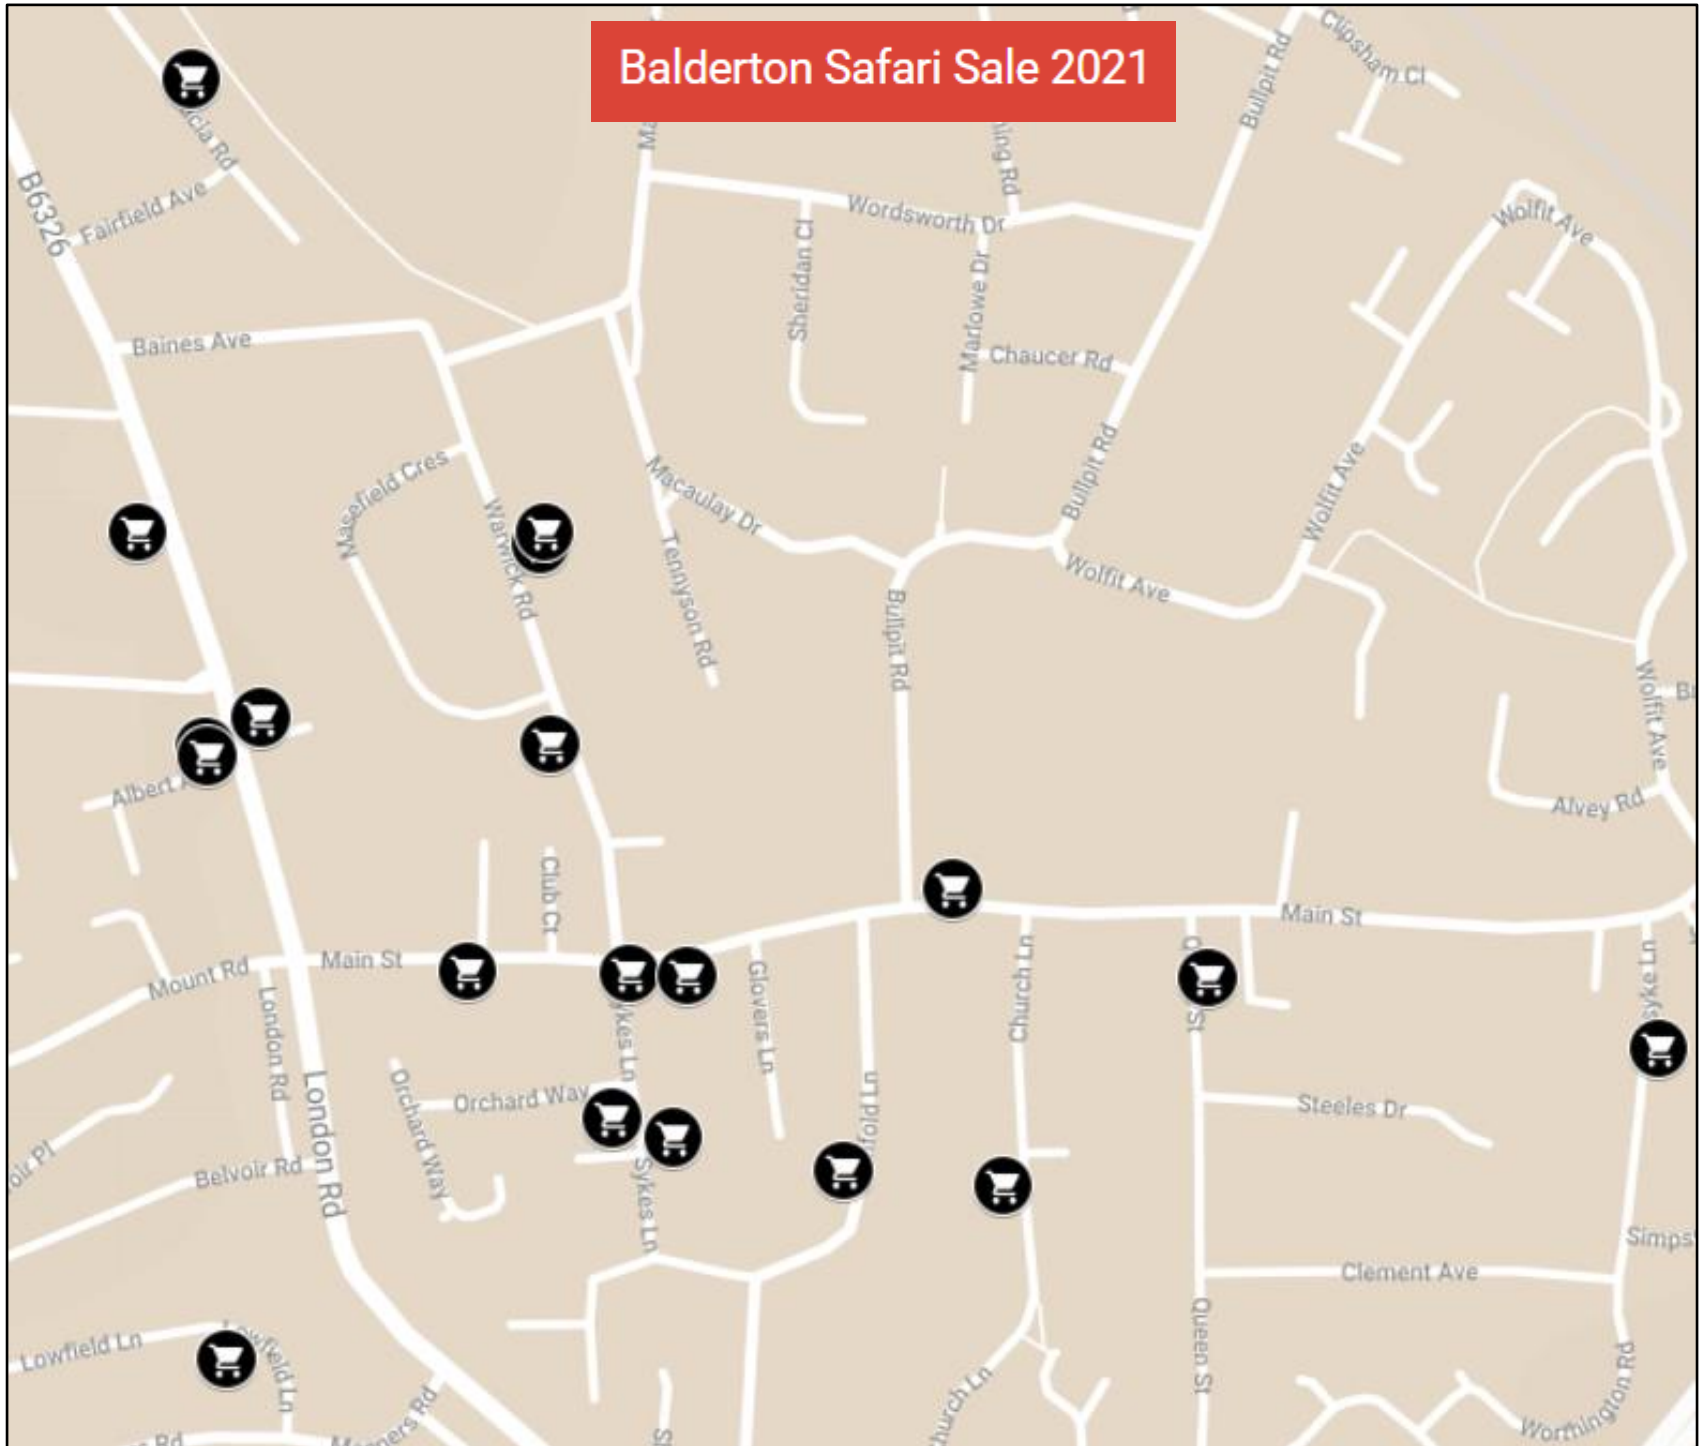 Balderton Safari Sale 2021
Clipsham Cl
Bullpit Rd
B6326
Fairfield Ave
Wordsworth Dr
Wolfit Ave
Sheridan Cl
Marlowe Dr
Baines Ave
Chaucer Rd
Bullpit Rd
Masefield Cres
Macaulay Dr
Wolfit Ave
Warwick Rd
Tennyson Rd
Wolfit Ave
Bullpit Rd
Wolfit Ave
Albert
Alvey Rd
Club Ct
Main St
Main St
Mount Rd
London Rd
Glovers Ln
Church Ln
St
London Rd
Orchard Way
Orchard Way
Steeles Dr
Belvoir Rd
Sykes Ln
Clement Ave
Queen St
Lowfield Ln
Lowfield Ln
Worthington Rd